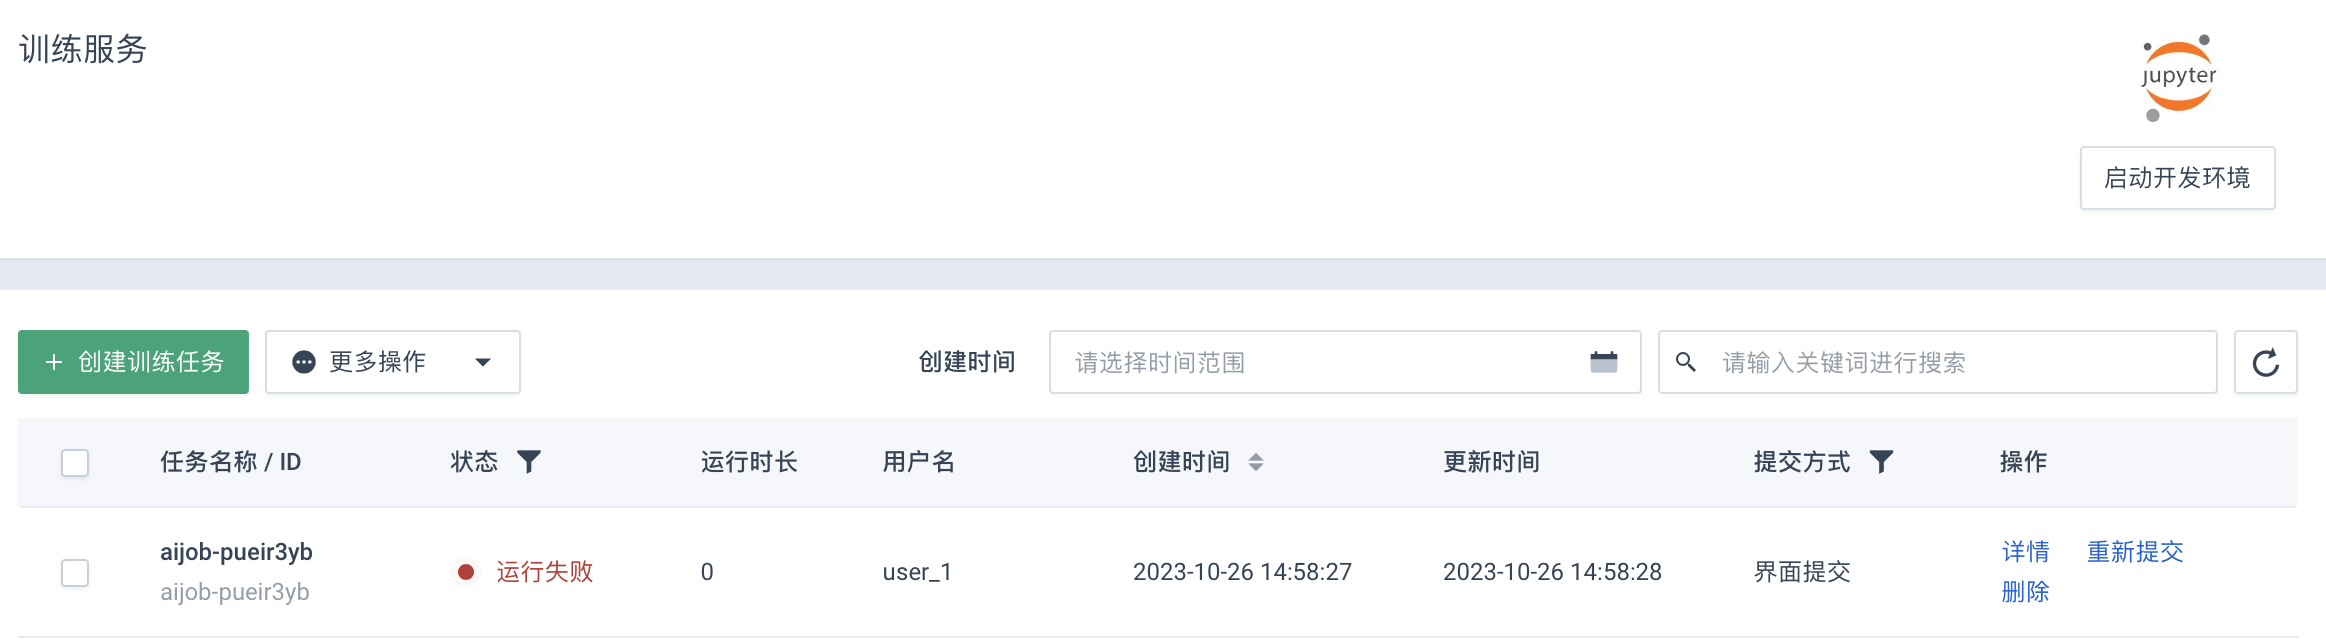 训练服务
jupyter
启动开发环境
+ 创建训练任务
更多操作
创建时间
请选择时间范围
请输入关键词进行搜索
任务名称 / ID 状态 运行时长 用户名 创建时间 更新时间 提交方式 操作
aijob-pueir3yb 运行失败 0 user_1 2023-10-26 14:58:27 2023-10-26 14:58:28 界面提交 详情 重新提交
aijob-pueir3yb 删除